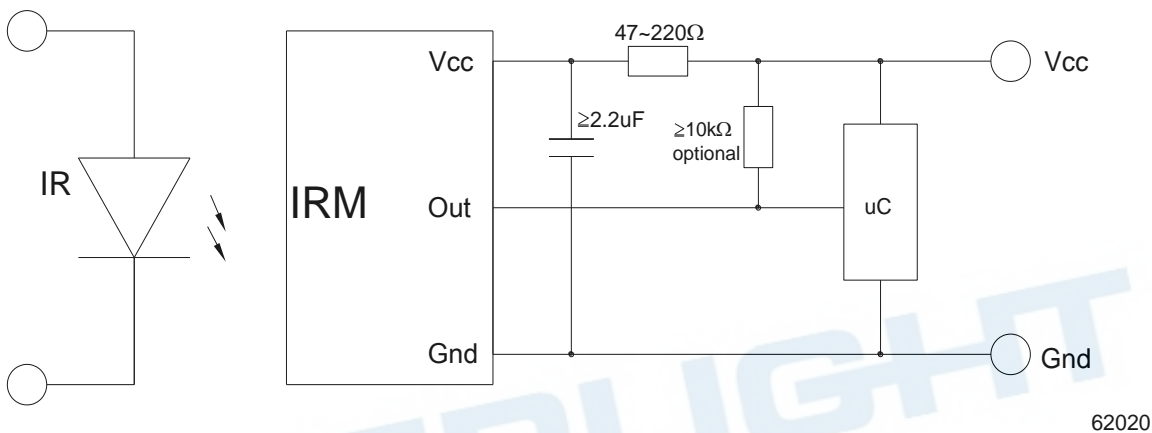 47~220Ω
Vcc
Vcc
≥2.2uF
≥10kΩ
optional
IR
IRM
Out
uC
Gnd
Gnd
62020